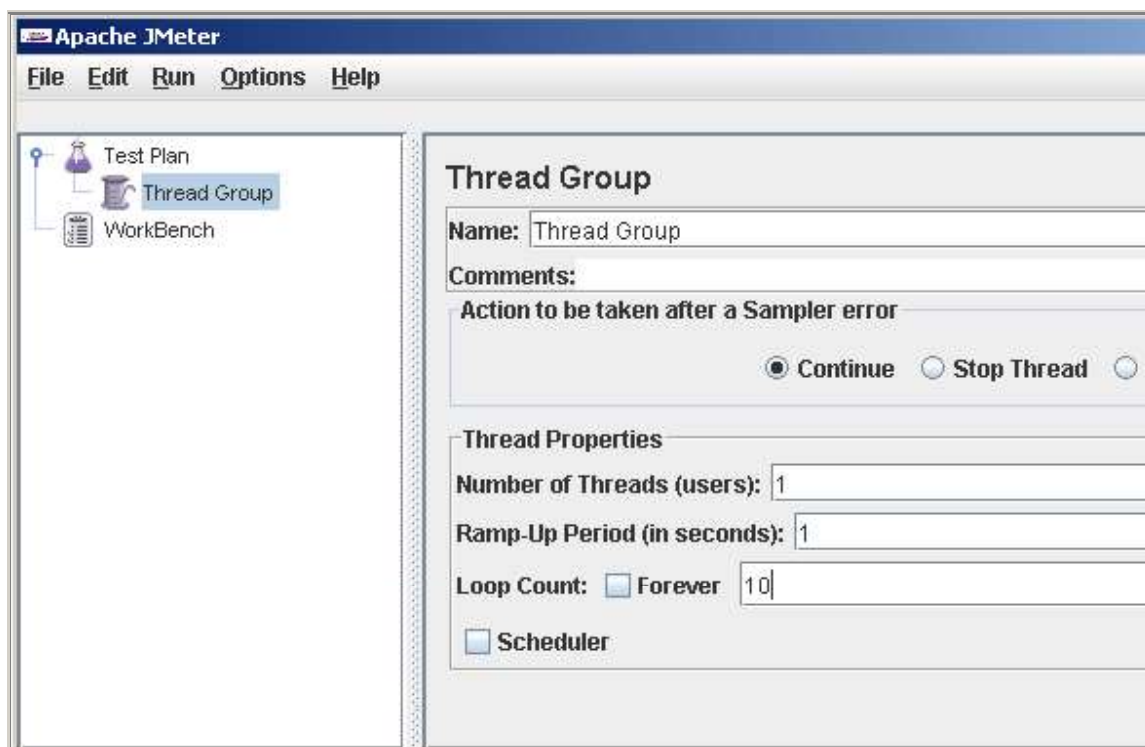 Apache JMeter
File Edit Run Options Help
Test Plan
Thread Group
WorkBench
Thread Group
Name: Thread Group
Comments:
Action to be taken after a Sampler error
Continue Stop Thread
Thread Properties
Number of Threads (users): 1
Ramp-Up Period (in seconds): 1
Loop Count: Forever 10
Scheduler